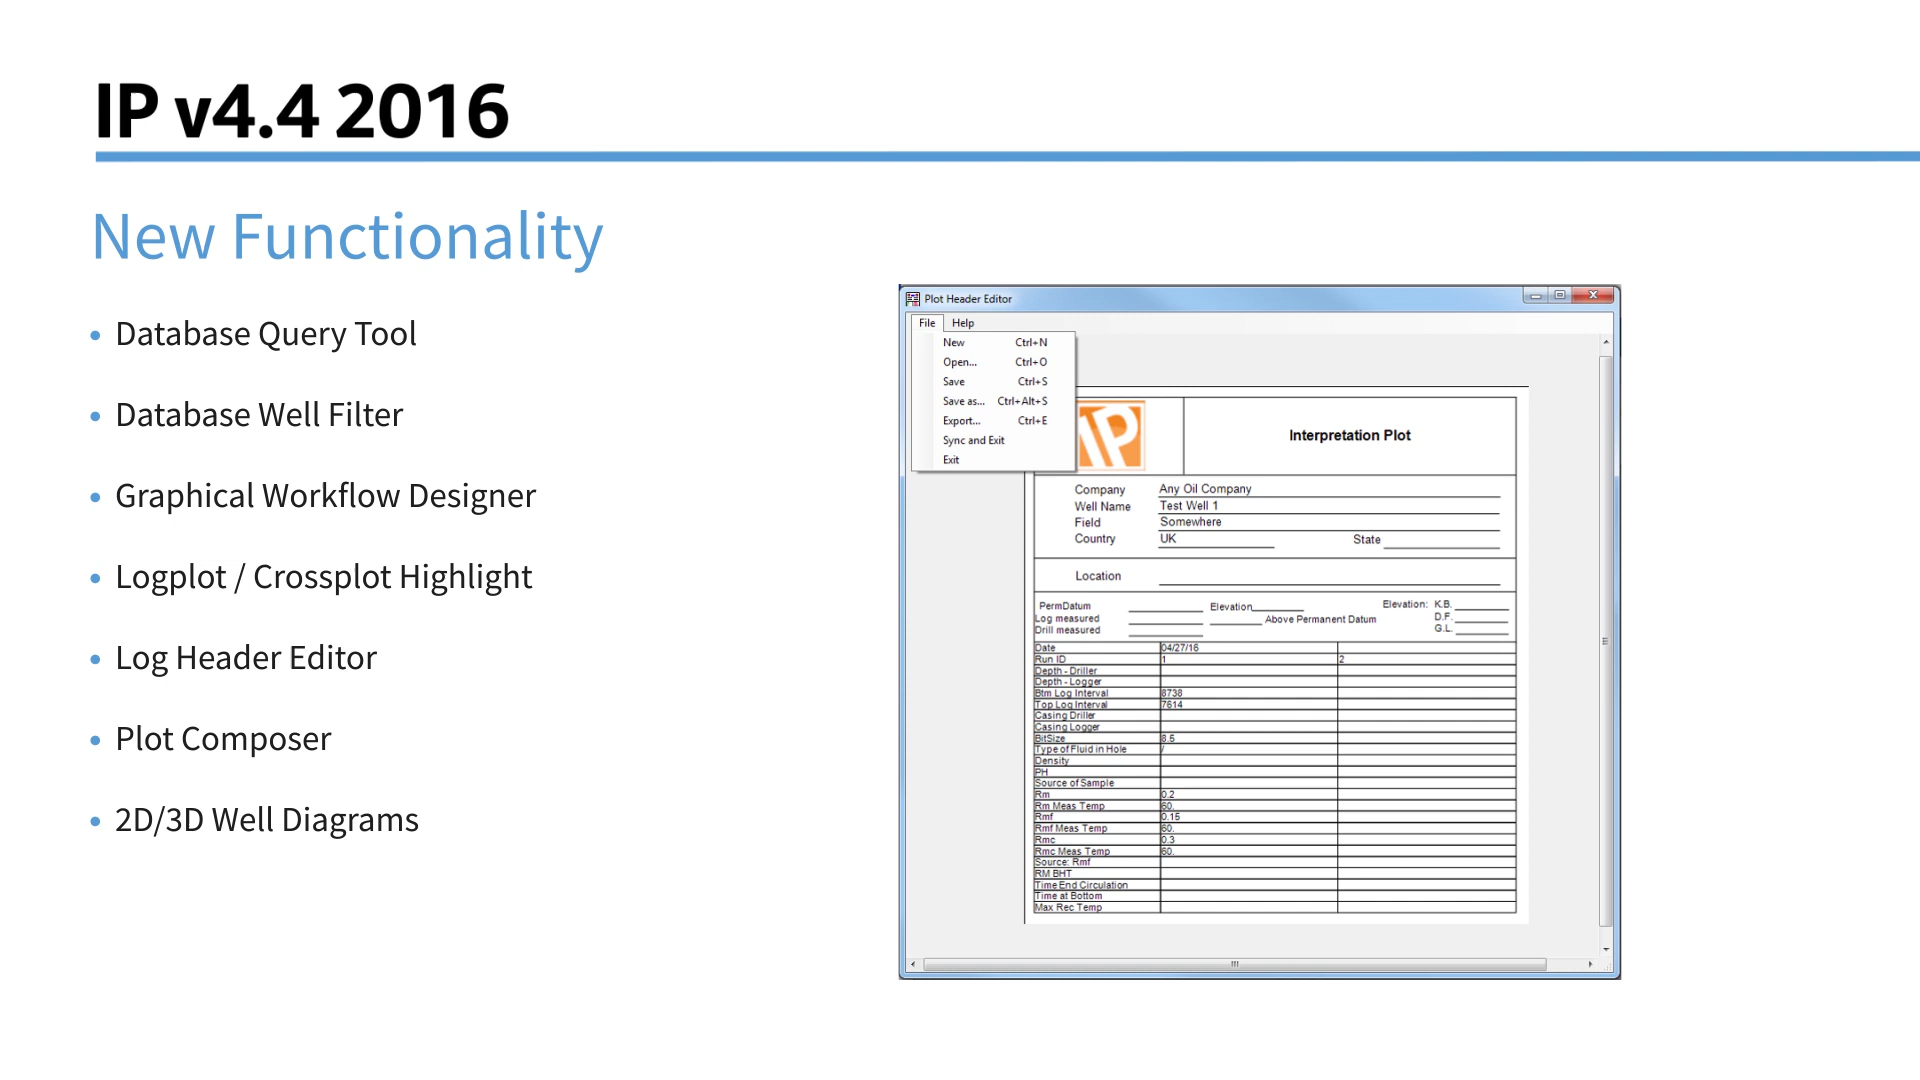 IP v4.4 2016
New Functionality
• Database Query Tool
• Database Well Filter
• Graphical Workflow Designer
• Logplot / Crossplot Highlight
• Log Header Editor
• Plot Composer
• 2D/3D Well Diagrams
Plot Header Editor
File Help
New Ctrl+N
Open... Ctrl+O
Save Ctrl+S
Save as... Ctrl+Alt+S
Export... Ctrl+E
Sync and Exit
Exit
IP
Interpretation Plot
Company Any Oil Company
Well Name Test Well 1
Field Somewhere
Country UK State
Location
PermDatum Elevation Elevation: K.B.
Log measured Above Permanent Datum D.F.
Drill measured G.L.
Date 04/27/16
Run ID 1 2
Depth - Driller
Depth - Logger
Btm Log Interval 8738
Top Log Interval 7614
Casing Driller
Casing Logger
BitSize 8.5
Type of Fluid in Hole /
Density
PH
Source of Sample
Rm 0.2
Rm Meas Temp 60.
Rmf 0.15
Rmf Meas Temp 60.
Rmc 0.3
Rmc Meas Temp 60.
Source: Rmf
RM BHT
Time End Circulation
Time at Bottom
Max Rec Temp